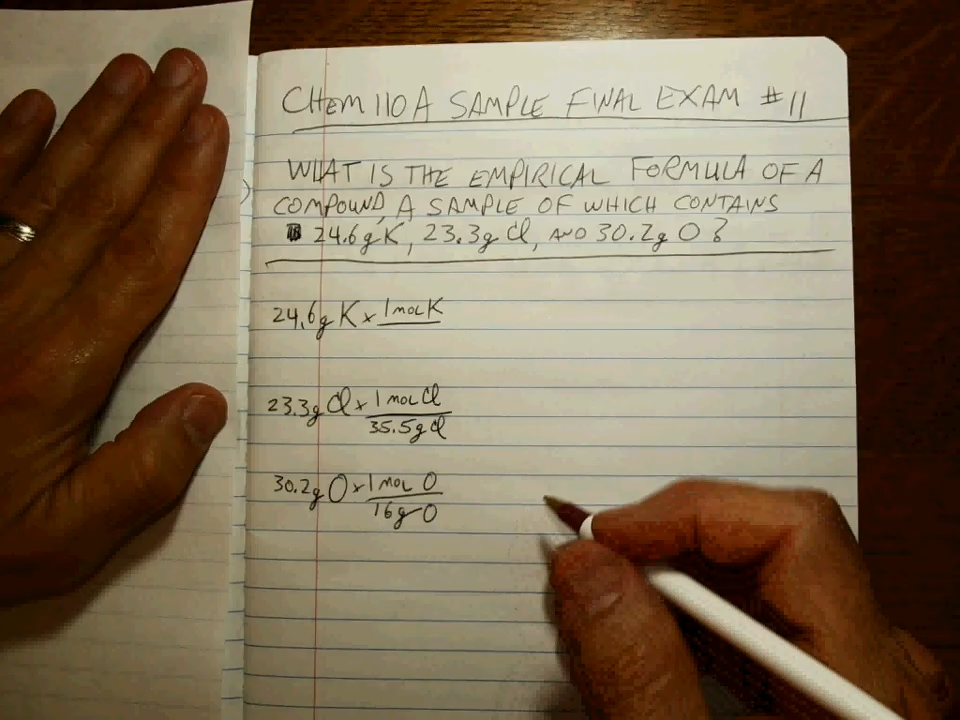 CHEM 110A SAMPLE FINAL EXAM #11
WHAT IS THE EMPIRICAL FORMULA OF A
COMPOUND, A SAMPLE OF WHICH CONTAINS
24.6g K, 23.3g Cl, AND 30.2g O?
24.6g K x 1 mol K
23.3g Cl x 1 mol Cl
35.5g Cl
30.2g O x 1 mol O
16g O